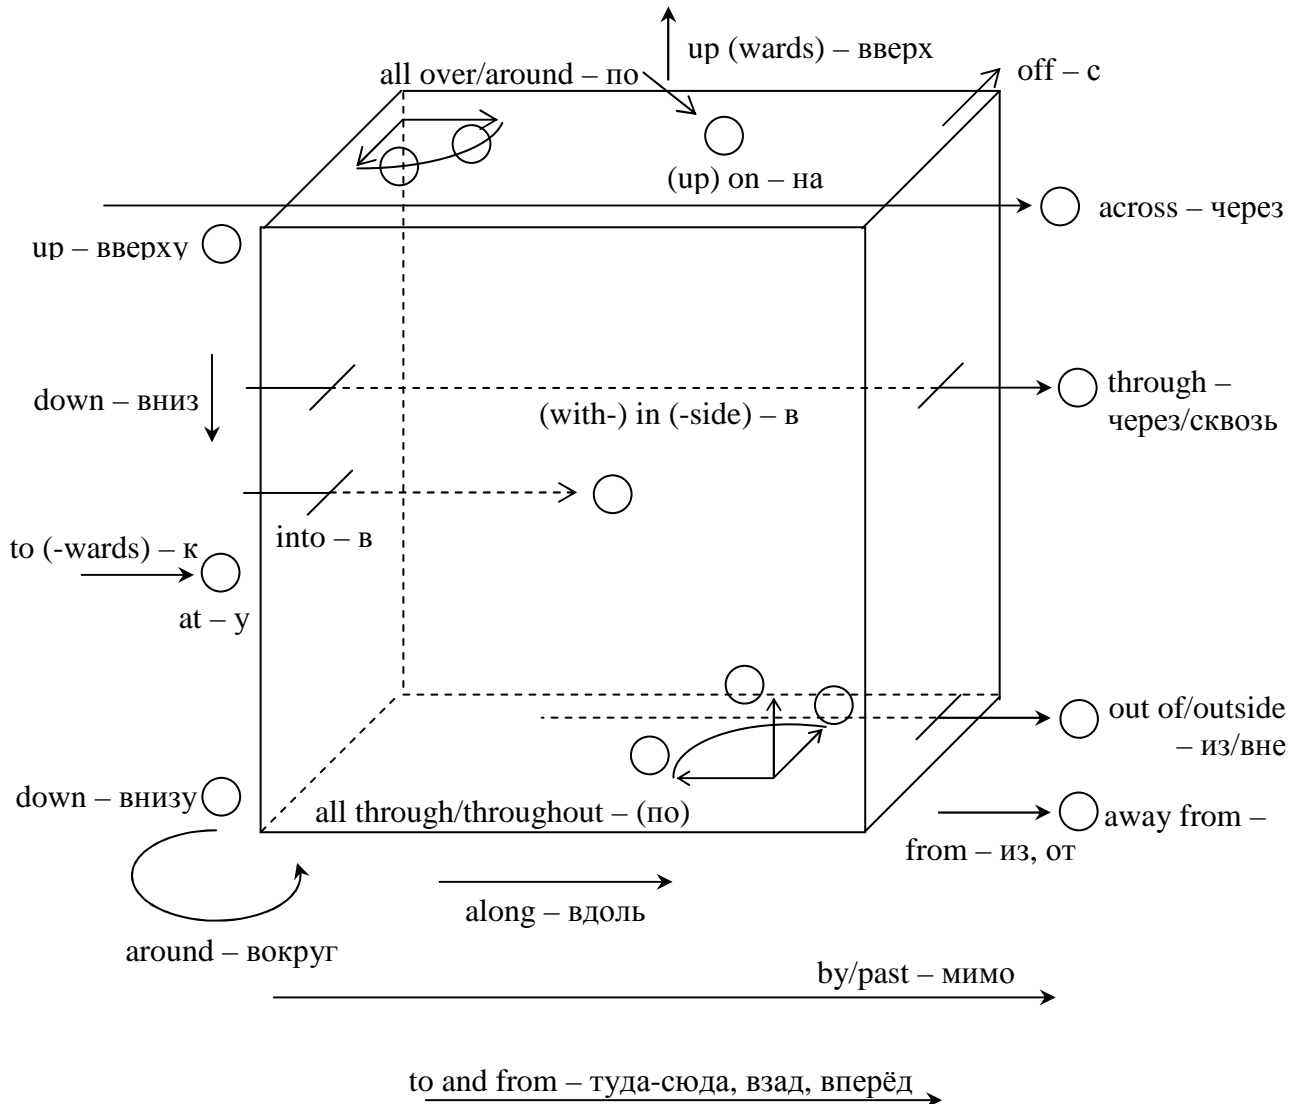 up (wards) – вверх
all over/around – по
off – с
(up) on – на
across – через
up – вверху
down – вниз
through –
через/сквозь
(with-) in (-side) – в
into – в
to (-wards) – к
at – у
out of/outside
– из/вне
down – внизу
all through/throughout – (по)
away from –
from – из, от
along – вдоль
around – вокруг
by/past – мимо
to and from – туда-сюда, взад, вперёд